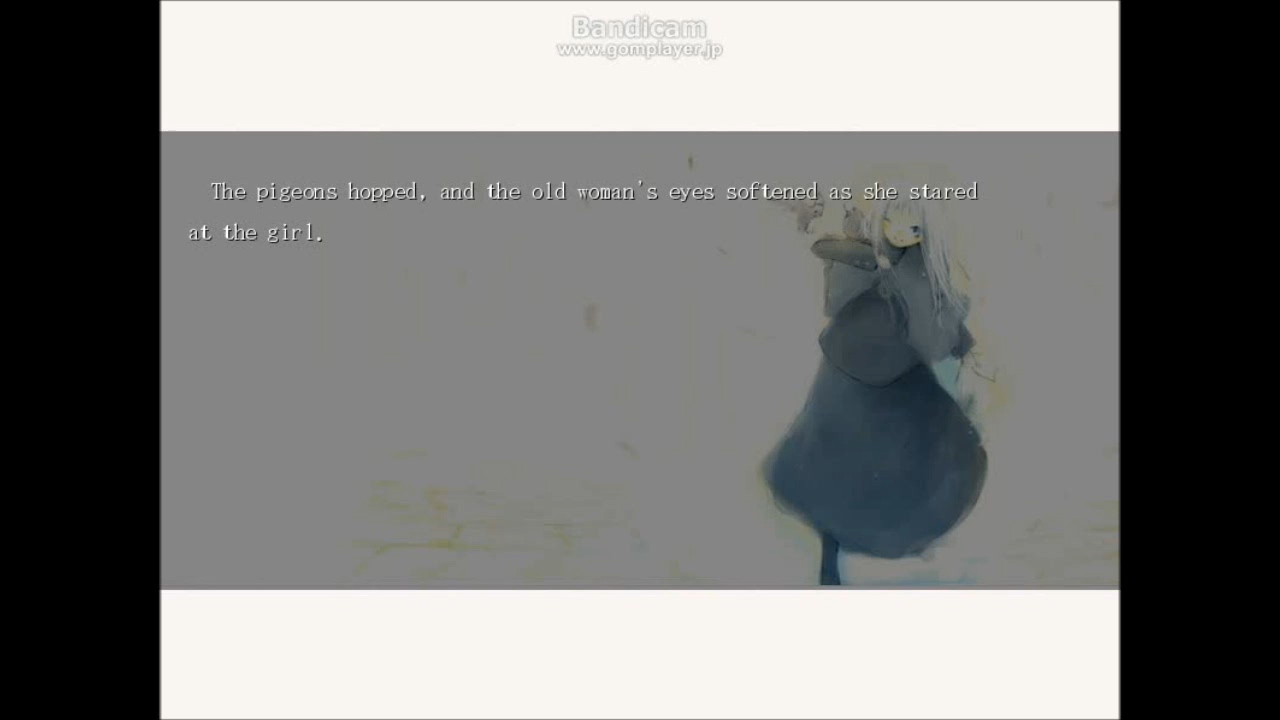 Bandicam
www.gomplayer.jp
The pigeons hopped, and the old woman's eyes softened as she stared
at the girl.